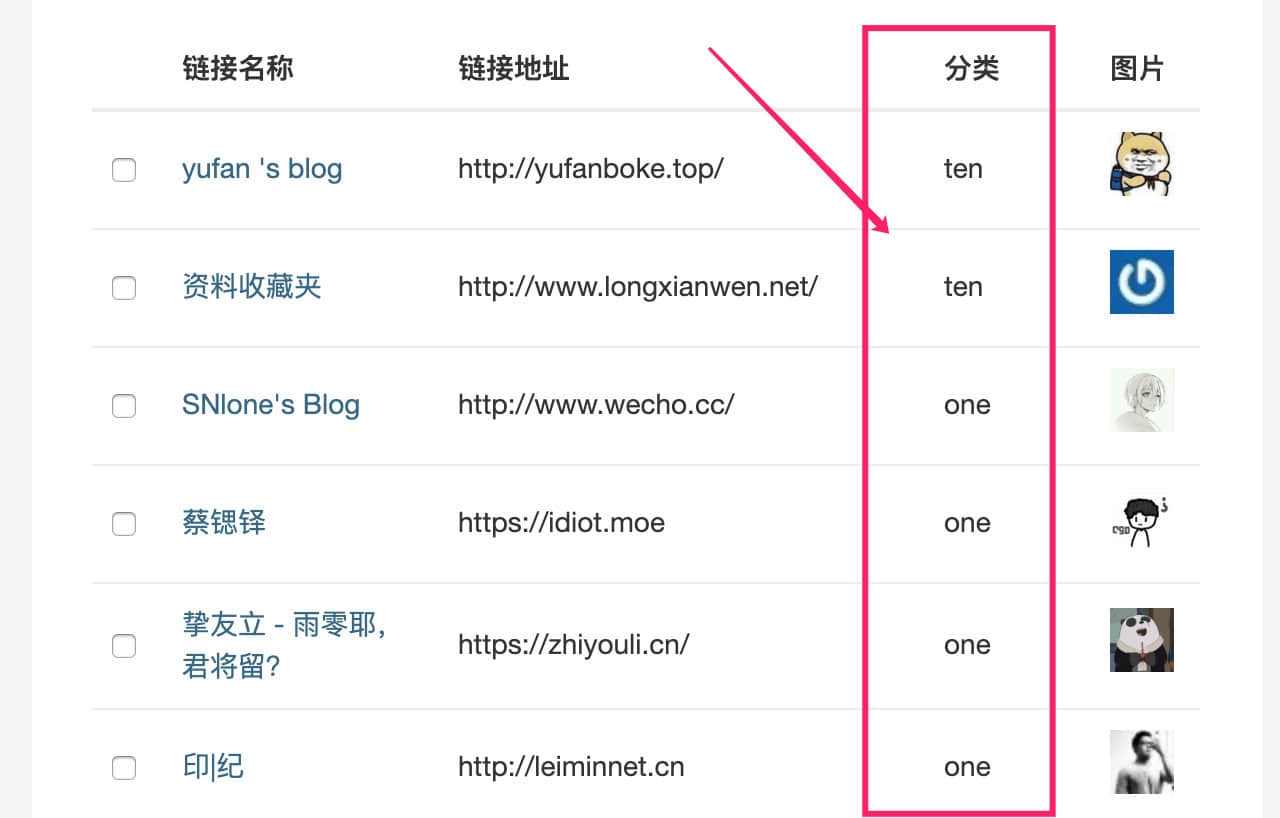 链接名称 链接地址 分类 图片
yufan 's blog http://yufanboke.top/ ten
资料收藏夹 http://www.longxianwen.net/ ten
SNlone's Blog http://www.wecho.cc/ one
蔡锶铎 https://idiot.moe one
挚友立 - 雨零耶,
君将留? https://zhiyouli.cn/ one
印|纪 http://leiminnet.cn one